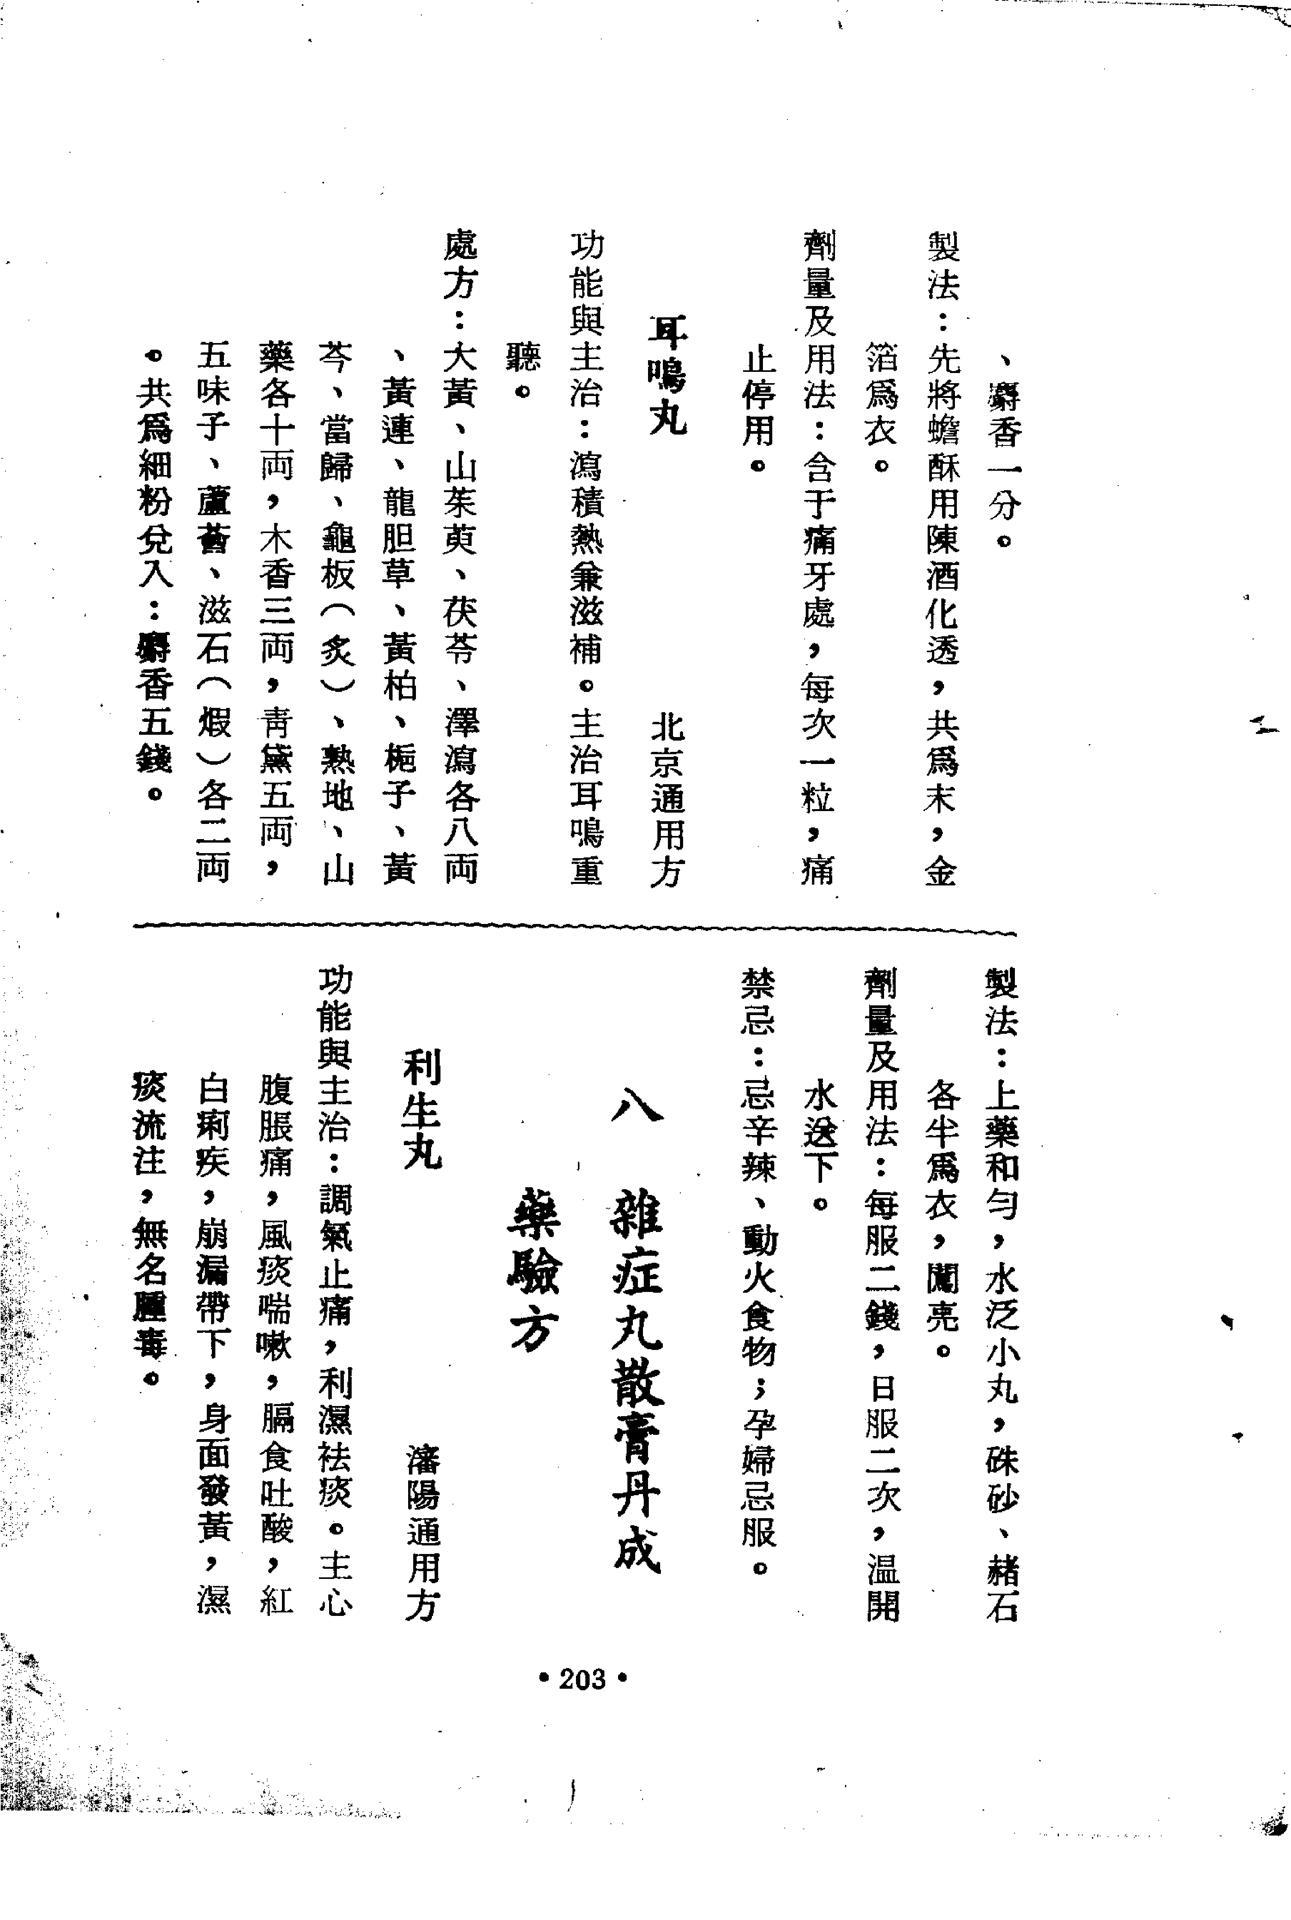 、麝香一分。
製法：先將蟾酥用陳酒化透，共爲末，金
箔爲衣。
劑量及用法：含于痛牙處，每次一粒，痛
止停用。
耳鳴丸　北京通用方
功能與主治：瀉積熱兼滋補。主治耳鳴重
聽。
處方：大黃、山茱萸、茯苓、澤瀉各八両
、黃連、龍胆草、黃柏、梔子、黃
芩、當歸、龜板（炙）、熟地、山
藥各十両，木香三両，青黛五両，
五味子、蘆薈、滋石（煆）各二両
。共爲細粉兌入：麝香五錢。
製法：上藥和勻，水泛小丸，硃砂、赭石
各半爲衣，闖亮。
劑量及用法：每服二錢，日服二次，溫開
水送下。
禁忌：忌辛辣、動火食物；孕婦忌服。
八　雜症丸散膏丹成
藥驗方
利生丸　瀋陽通用方
功能與主治：調氣止痛，利濕祛痰。主心
腹脹痛，風痰喘嗽，膈食吐酸，紅
白痢疾，崩漏帶下，身面發黃，濕
痰流注，無名腫毒。
•203•